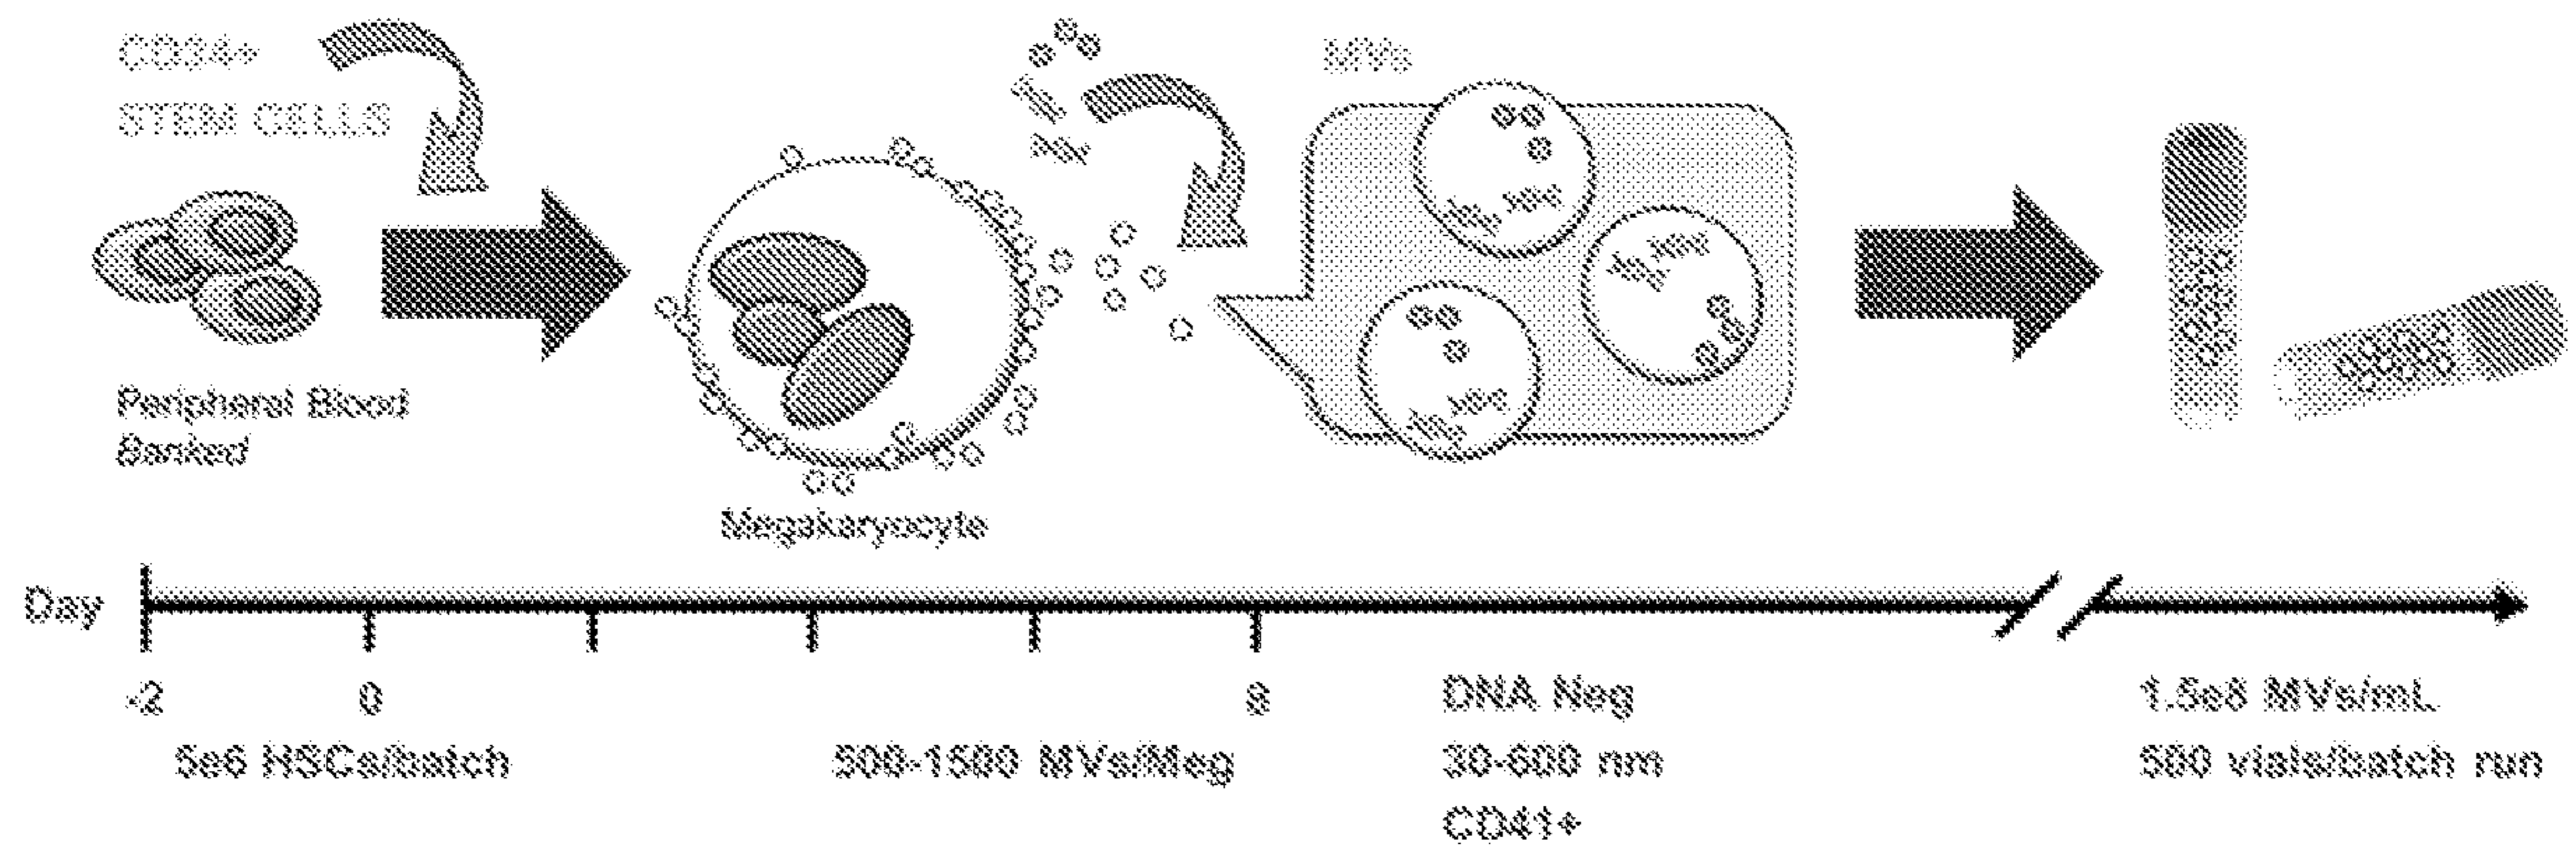 CD34+
STEM CELLS
MVs
Peripheral Blood
Banked
Megakaryocyte
Day
-2 0 8 DNA Neg 1.5e8 MVs/mL
5e6 HSCs/batch 500-1500 MVs/Meg 30-600 nm 500 vials/batch run
CD41+